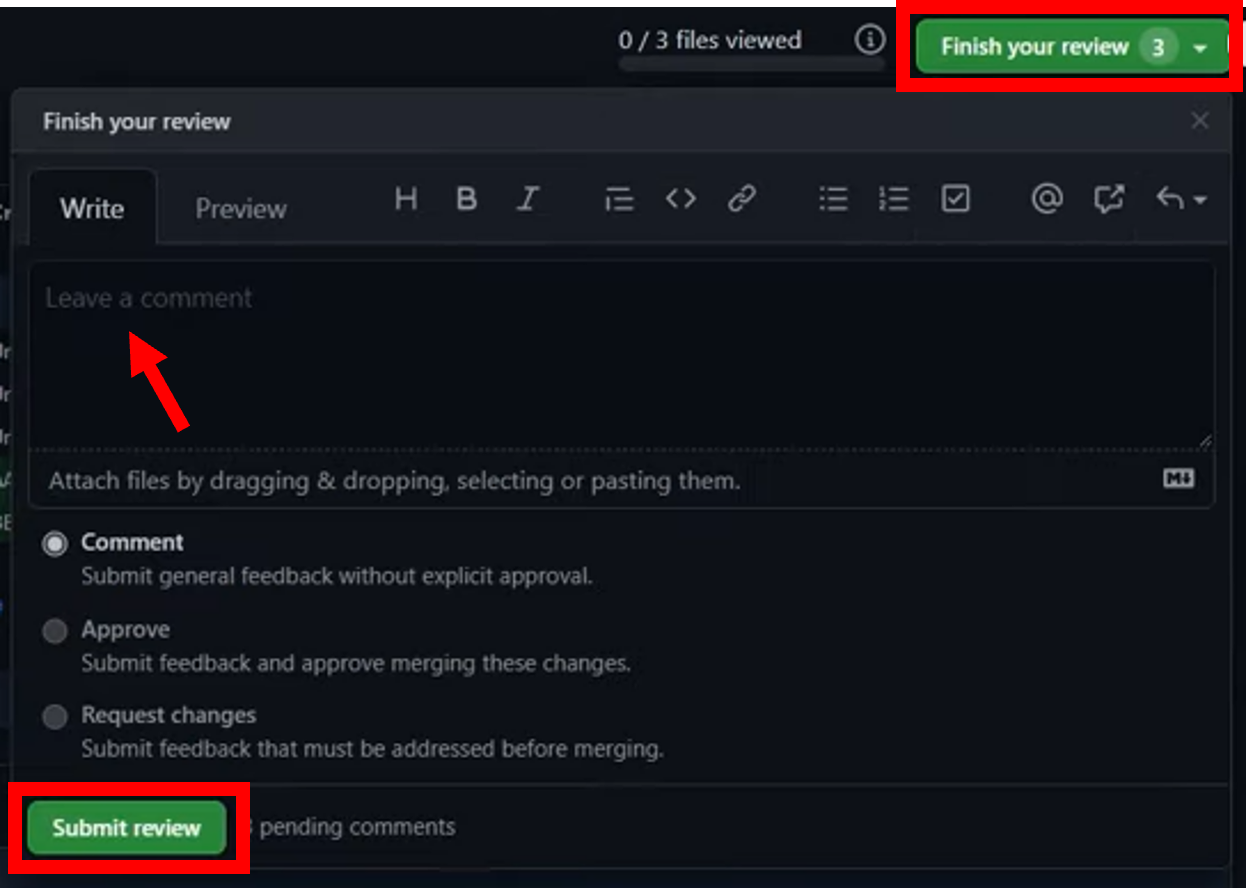 0 / 3 files viewed
Finish your review 3
Finish your review
Write Preview H B I
Leave a comment
Attach files by dragging & dropping, selecting or pasting them.
Comment
Submit general feedback without explicit approval.
Approve
Submit feedback and approve merging these changes.
Request changes
Submit feedback that must be addressed before merging.
Submit review pending comments